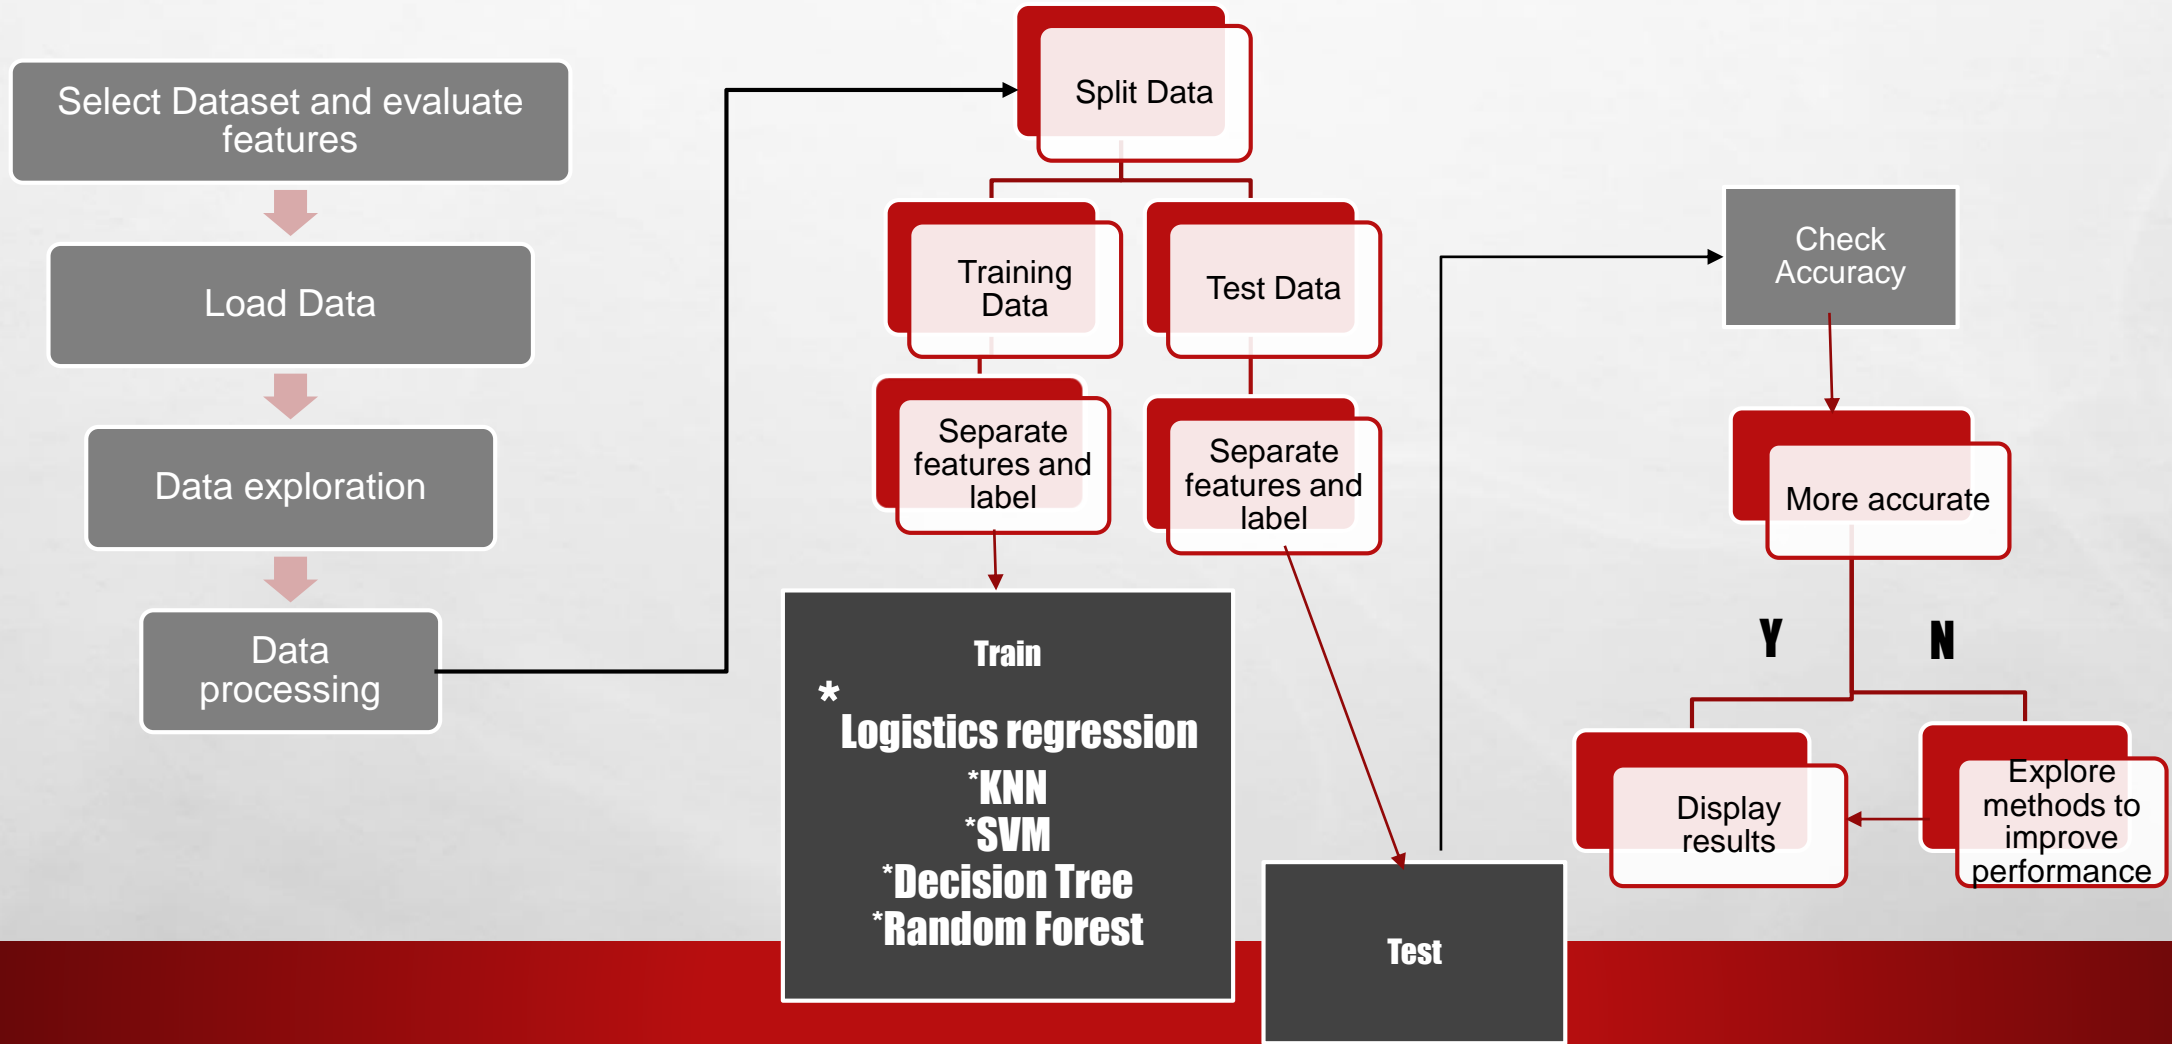 Select Dataset and evaluate
features
Load Data
Data exploration
Data
processing
Split Data
Training
Data
Test Data
Separate
features and
label
Separate
features and
label
Train
*
Logistics regression
*KNN
*SVM
*Decision Tree
*Random Forest
Test
Check
Accuracy
More accurate
Y
N
Display
results
Explore
methods to
improve
performance